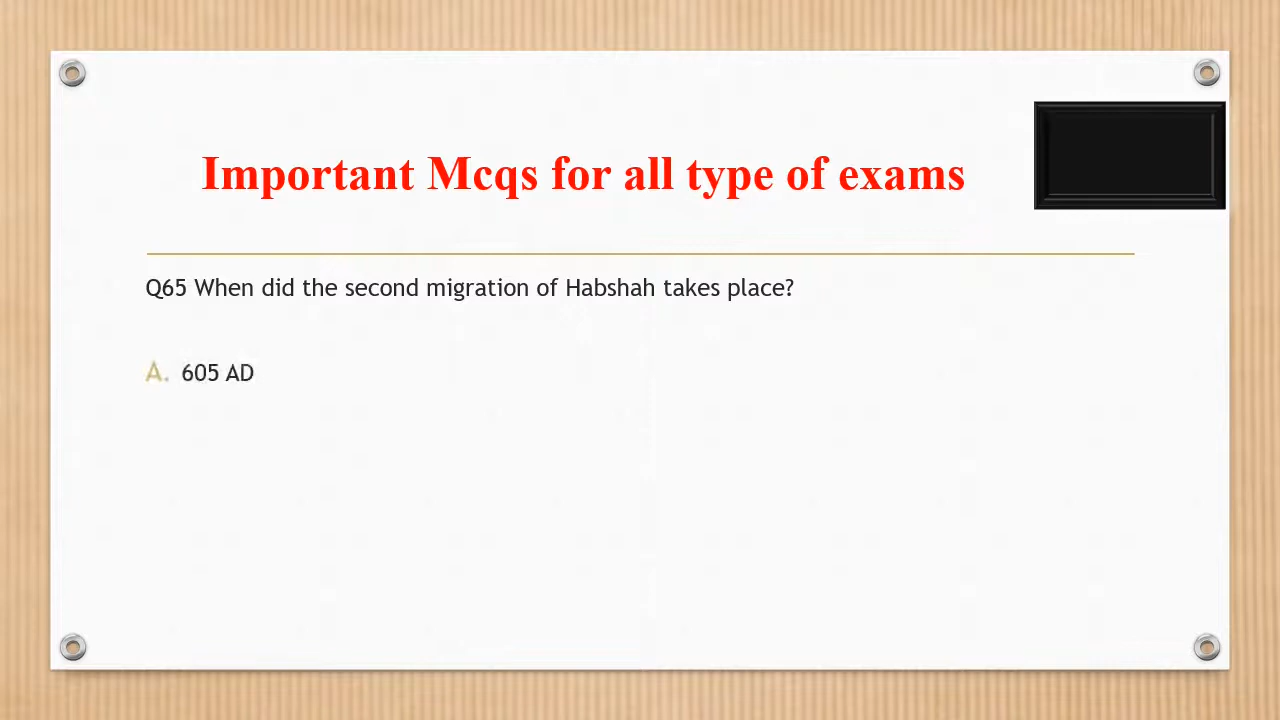 Important Mcqs for all type of exams
Q65 When did the second migration of Habshah takes place?
A. 605 AD